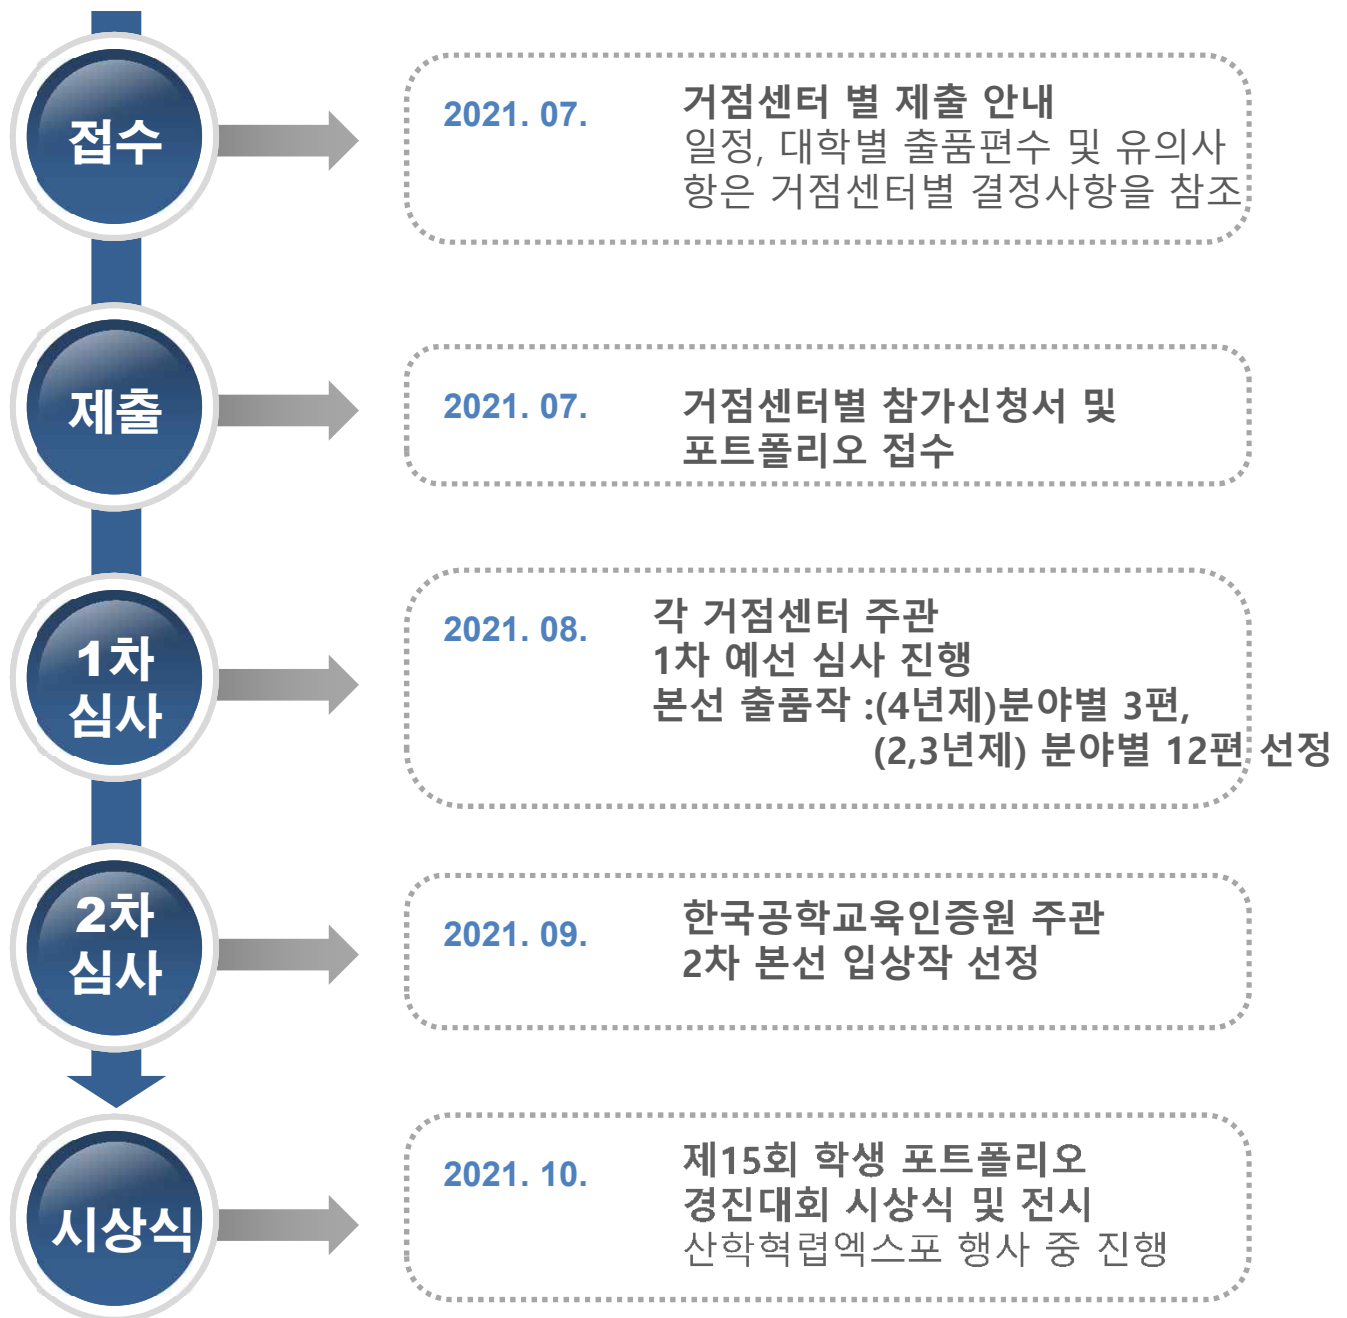 접수
2021. 07.
거점센터 별 제출 안내
일정, 대학별 출품편수 및 유의사
항은 거점센터별 결정사항을 참조
제출
2021. 07.
거점센터별 참가신청서 및
포트폴리오 접수
1차
심사
2021. 08.
각 거점센터 주관
1차 예선 심사 진행
본선 출품작 :(4년제)분야별 3편,
(2,3년제) 분야별 12편 선정
2차
심사
2021. 09.
한국공학교육인증원 주관
2차 본선 입상작 선정
시상식
2021. 10.
제15회 학생 포트폴리오
경진대회 시상식 및 전시
산학혁렵엑스포 행사 중 진행